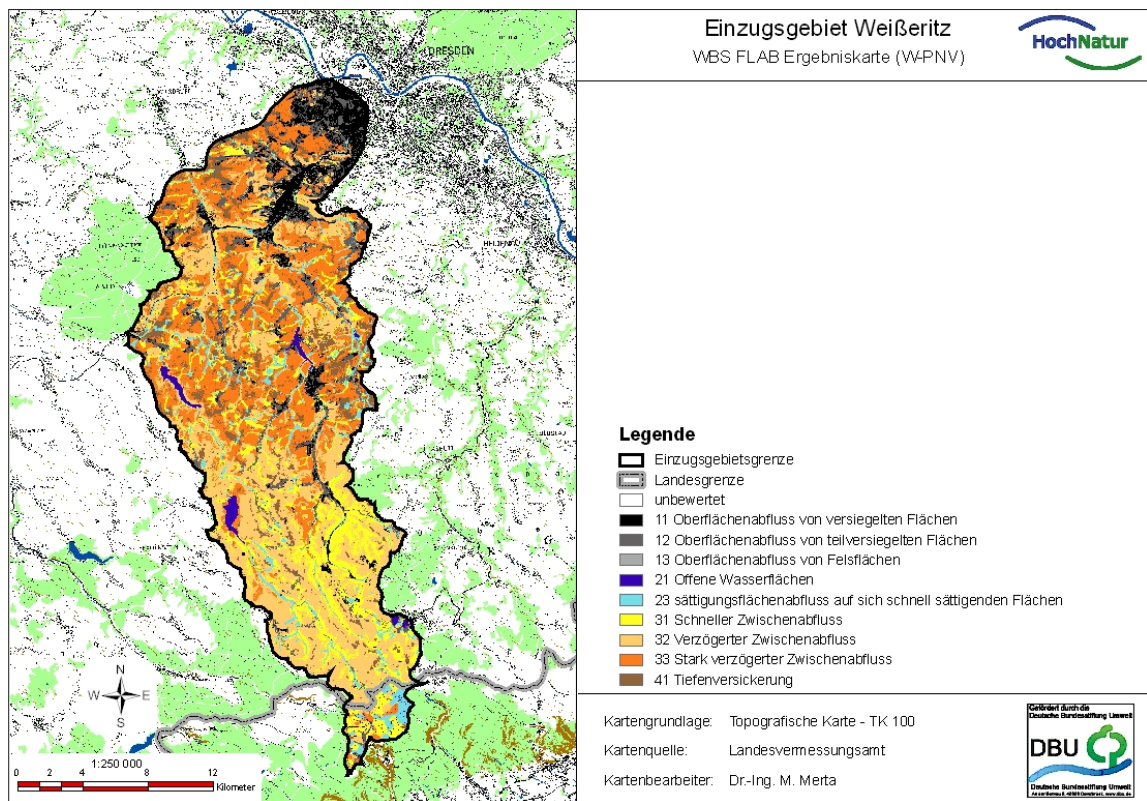 Einzugsgebiet Weißeritz
WBS FLAB Ergebniskarte (W-PNV)
HochNatur
DRESDEN
N
W E
S
1:250 000
0 2 4 8 12
Kilometer
Legende
Einzugsgebietsgrenze
Landesgrenze
unbewertet
11 Oberflächenabfluss von versiegelten Flächen
12 Oberflächenabfluss von teilversiegelten Flächen
13 Oberflächenabfluss von Felsflächen
21 Offene Wasserflächen
23 sättigungsflächenabfluss auf sich schnell sättigenden Flächen
31 Schneller Zwischenabfluss
32 Verzögerter Zwischenabfluss
33 Stark verzögerter Zwischenabfluss
41 Tiefenversickerung
Kartengrundlage: Topografische Karte - TK 100
Kartenquelle: Landesvermessungsamt
Kartenbearbeiter: Dr.-Ing. M. Merta
Gefördert durch die
Deutsche Bundesstiftung Umwelt
DBU
Deutsche Bundesstiftung Umwelt